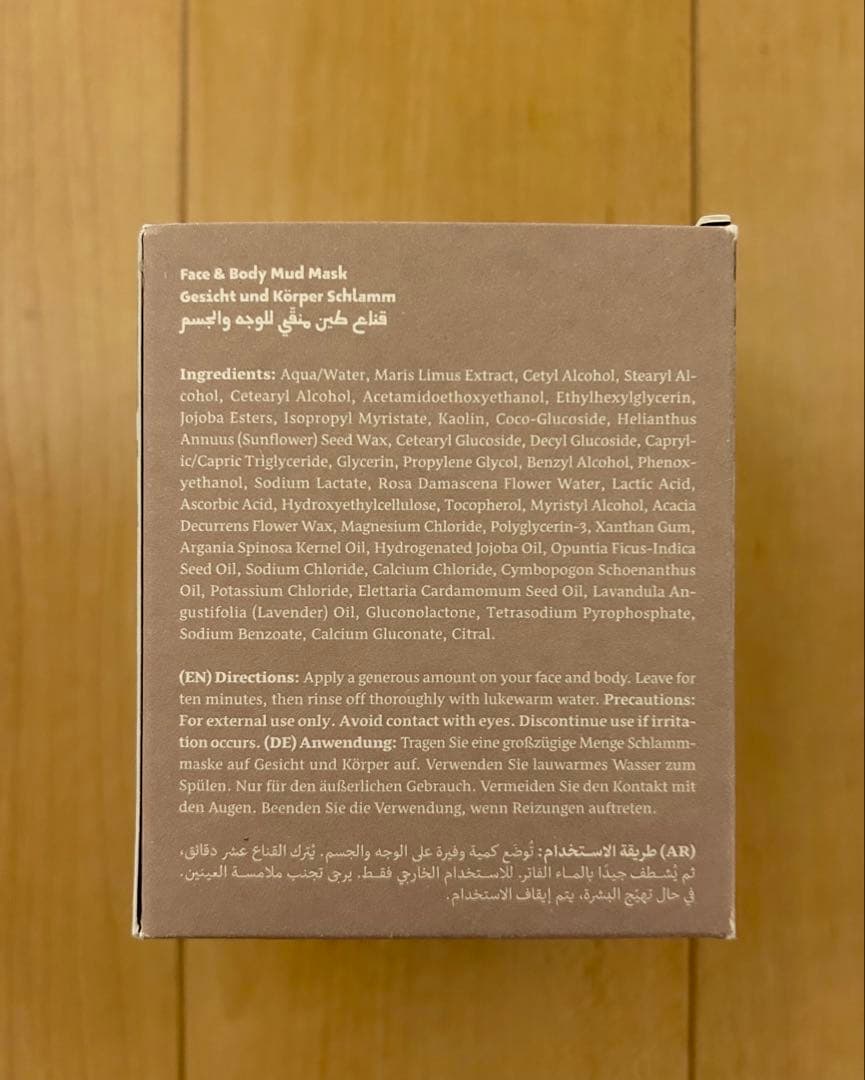 Face & Body Mud Mask
Gesicht und Körper Schlamm
قناع طين منقّي للوجه والجسم
Ingredients: Aqua/Water, Maris Limus Extract, Cetyl Alcohol, Stearyl Al-
cohol, Cetearyl Alcohol, Acetamidoethoxyethanol, Ethylhexylglycerin,
Jojoba Esters, Isopropyl Myristate, Kaolin, Coco-Glucoside, Helianthus
Annuus (Sunflower) Seed Wax, Cetearyl Glucoside, Decyl Glucoside, Capryl-
ic/Capric Triglyceride, Glycerin, Propylene Glycol, Benzyl Alcohol, Phenox-
yethanol, Sodium Lactate, Rosa Damascena Flower Water, Lactic Acid,
Ascorbic Acid, Hydroxyethylcellulose, Tocopherol, Myristyl Alcohol, Acacia
Decurrens Flower Wax, Magnesium Chloride, Polyglycerin-3, Xanthan Gum,
Argania Spinosa Kernel Oil, Hydrogenated Jojoba Oil, Opuntia Ficus-Indica
Seed Oil, Sodium Chloride, Calcium Chloride, Cymbopogon Schoenanthus
Oil, Potassium Chloride, Elettaria Cardamomum Seed Oil, Lavandula An-
gustifolia (Lavender) Oil, Gluconolactone, Tetrasodium Pyrophosphate,
Sodium Benzoate, Calcium Gluconate, Citral.
(EN) Directions: Apply a generous amount on your face and body. Leave for
ten minutes, then rinse off thoroughly with lukewarm water. Precautions:
For external use only. Avoid contact with eyes. Discontinue use if irrita-
tion occurs. (DE) Anwendung: Tragen Sie eine großzügige Menge Schlamm-
maske auf Gesicht und Körper auf. Verwenden Sie lauwarmes Wasser zum
Spülen. Nur für den äußerlichen Gebrauch. Vermeiden Sie den Kontakt mit
den Augen. Beenden Sie die Verwendung, wenn Reizungen auftreten.
(AR) طريقة الاستخدام: تُوضَع كمية وفيرة على الوجه والجسم. يُترك القناع عشر دقائق،
ثم يُشطف جيدًا بالماء الفاتر. للاستخدام الخارجي فقط. يرجى تجنب ملامسة العينين.
في حال تهيّج البشرة، يتم إيقاف الاستخدام.